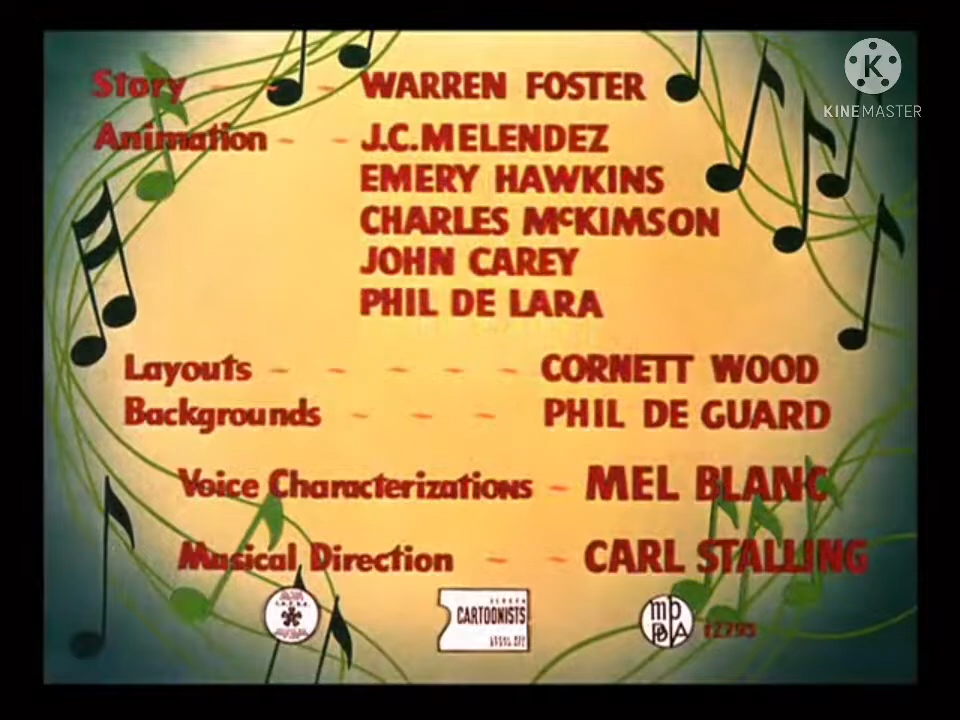 KINEMASTER
Story - - - WARREN FOSTER
Animation - - J.C.MELENDEZ
EMERY HAWKINS
CHARLES McKIMSON
JOHN CAREY
PHIL DE LARA
Layouts - - - - - CORNETT WOOD
Backgrounds - - - PHIL DE GUARD
Voice Characterizations - MEL BLANC
Musical Direction - - CARL STALLING
SCREEN
CARTOONISTS